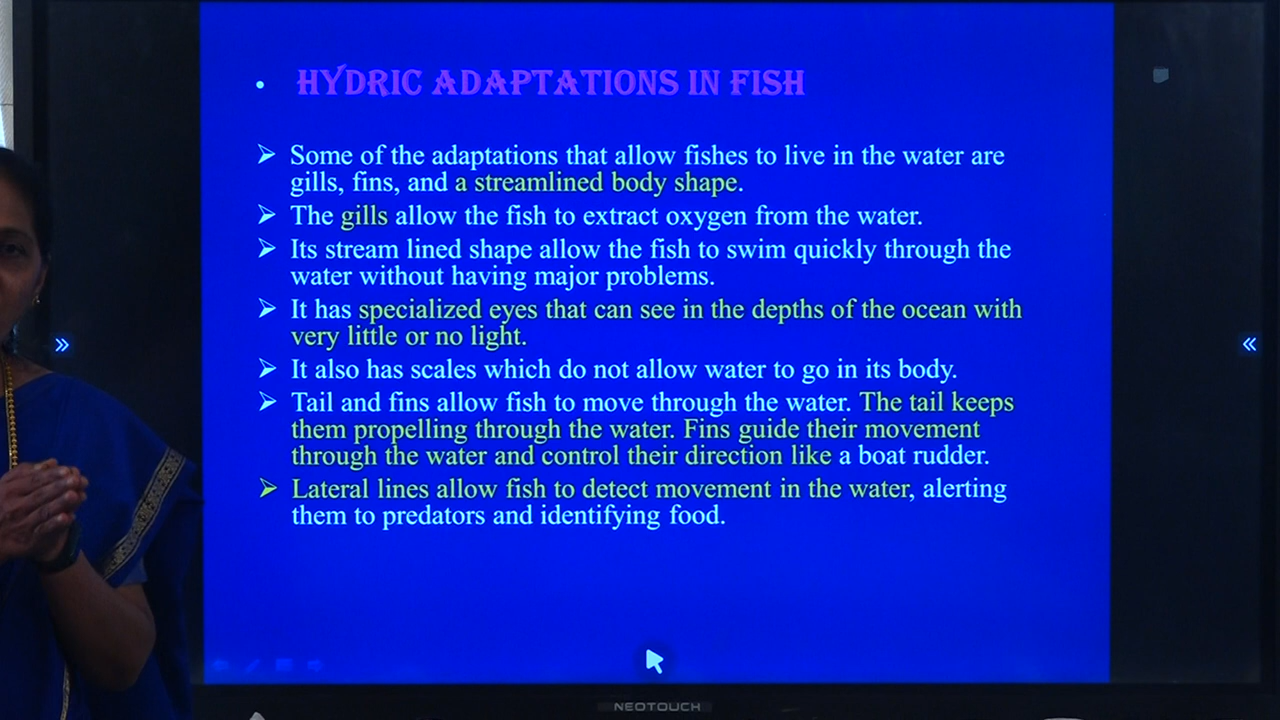 • HYDRIC ADAPTATIONS IN FISH
➢ Some of the adaptations that allow fishes to live in the water are
gills, fins, and a streamlined body shape.
➢ The gills allow the fish to extract oxygen from the water.
➢ Its stream lined shape allow the fish to swim quickly through the
water without having major problems.
➢ It has specialized eyes that can see in the depths of the ocean with
very little or no light.
➢ It also has scales which do not allow water to go in its body.
➢ Tail and fins allow fish to move through the water. The tail keeps
them propelling through the water. Fins guide their movement
through the water and control their direction like a boat rudder.
➢ Lateral lines allow fish to detect movement in the water, alerting
them to predators and identifying food.
NEOTOUCH